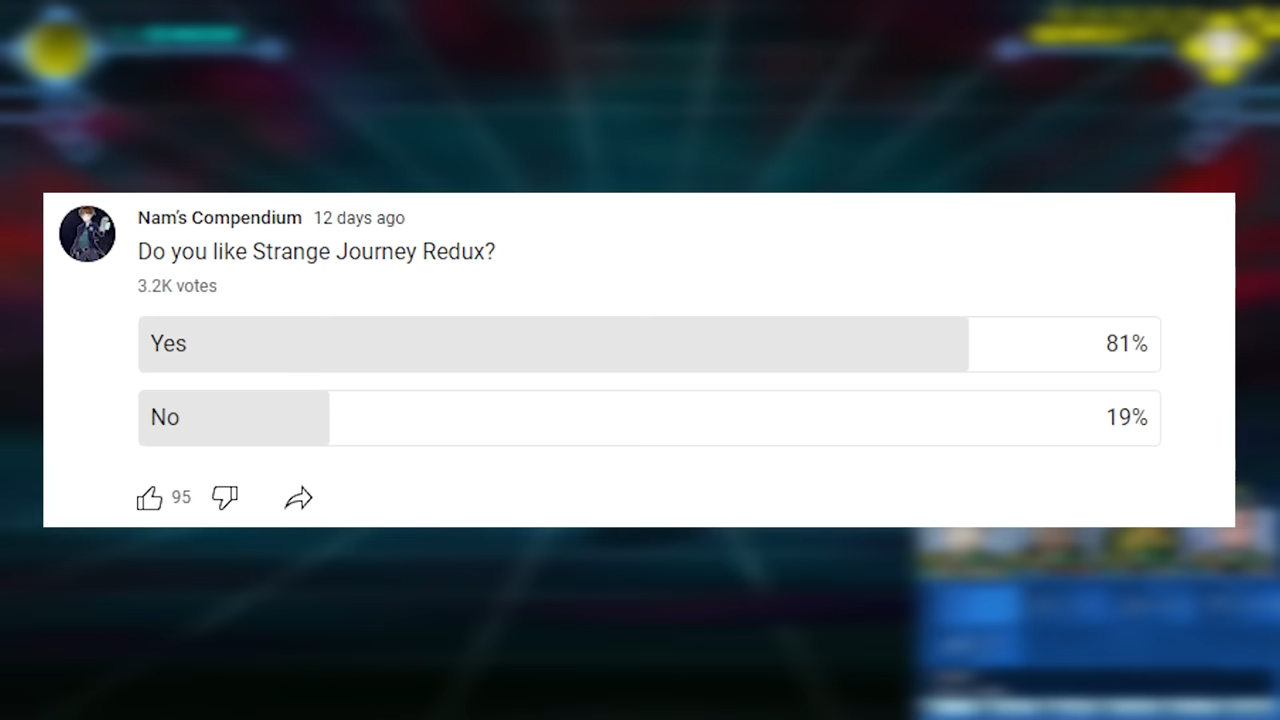 Nam's Compendium 12 days ago
Do you like Strange Journey Redux?
3.2K votes
Yes 81%
No 19%
95